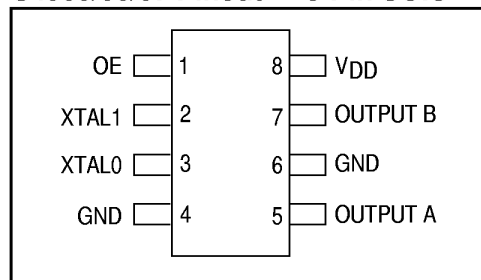 OE 1 8 VDD
XTAL1 2 7 OUTPUT B
XTAL0 3 6 GND
GND 4 5 OUTPUT A